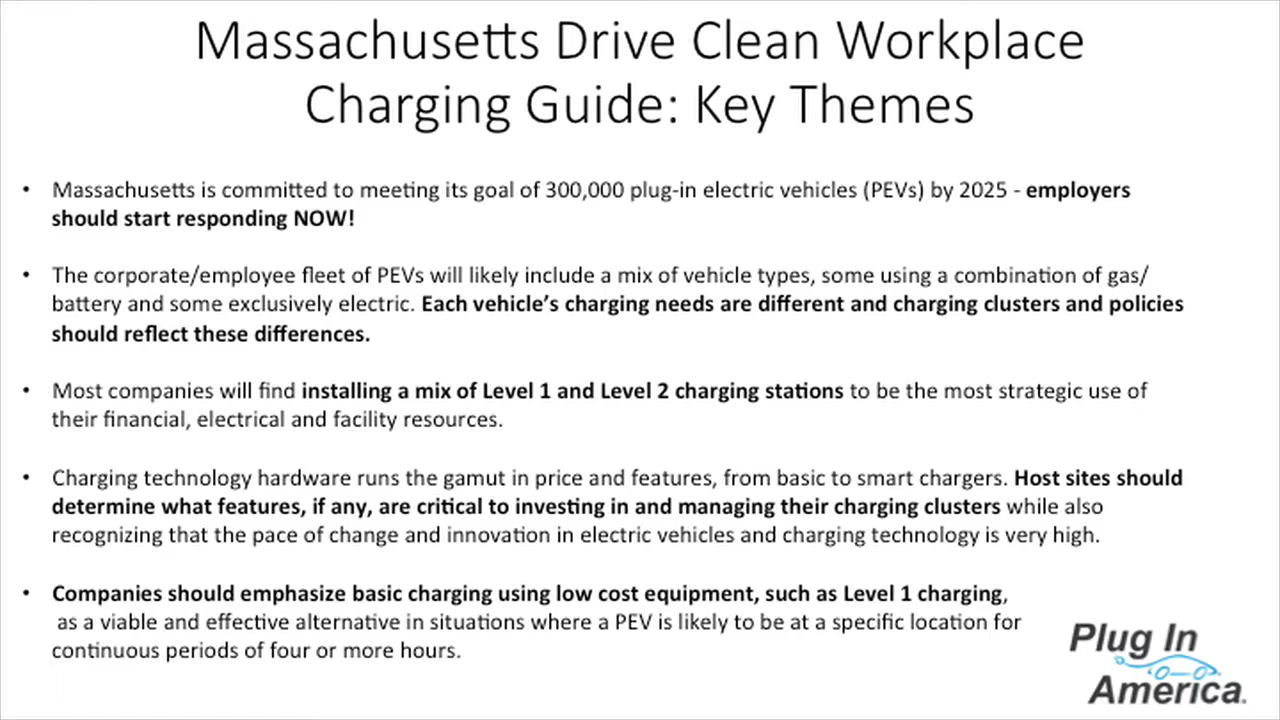 Massachusetts Drive Clean Workplace
Charging Guide: Key Themes
• Massachusetts is committed to meeting its goal of 300,000 plug-in electric vehicles (PEVs) by 2025 - employers
should start responding NOW!
• The corporate/employee fleet of PEVs will likely include a mix of vehicle types, some using a combination of gas/
battery and some exclusively electric. Each vehicle’s charging needs are different and charging clusters and policies
should reflect these differences.
• Most companies will find installing a mix of Level 1 and Level 2 charging stations to be the most strategic use of
their financial, electrical and facility resources.
• Charging technology hardware runs the gamut in price and features, from basic to smart chargers. Host sites should
determine what features, if any, are critical to investing in and managing their charging clusters while also
recognizing that the pace of change and innovation in electric vehicles and charging technology is very high.
• Companies should emphasize basic charging using low cost equipment, such as Level 1 charging,
as a viable and effective alternative in situations where a PEV is likely to be at a specific location for
continuous periods of four or more hours.
Plug In
America.